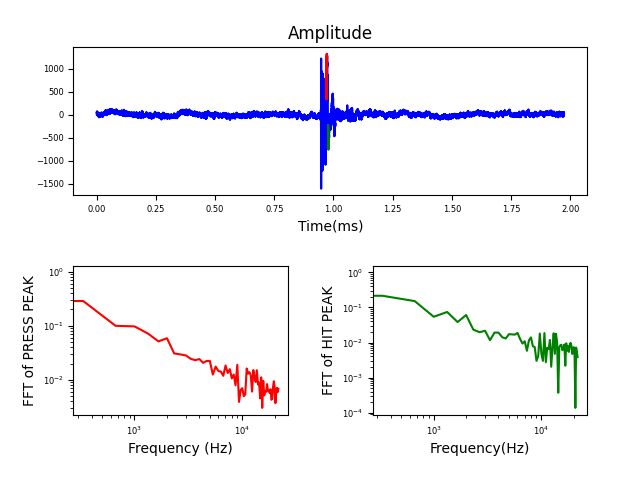 Amplitude
1000
500
0
−500
−1000
−1500
0.00 0.25 0.50 0.75 1.00 1.25 1.50 1.75 2.00
Time(ms)
FFT of PRESS PEAK
10⁰
10⁻¹
10⁻²
10³ 10⁴
Frequency (Hz)
FFT of HIT PEAK
10⁰
10⁻¹
10⁻²
10⁻³
10⁻⁴
10³ 10⁴
Frequency(Hz)